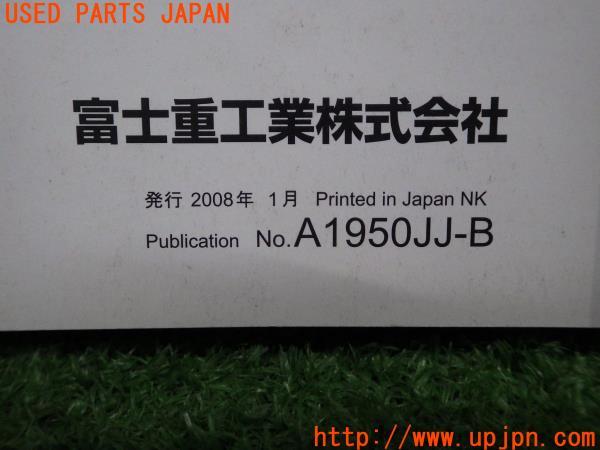 USED PARTS JAPAN
富士重工業株式会社
発行 2008年 1月 Printed in Japan NK
Publication No.A1950JJ-B
http://www.upjpn.com/